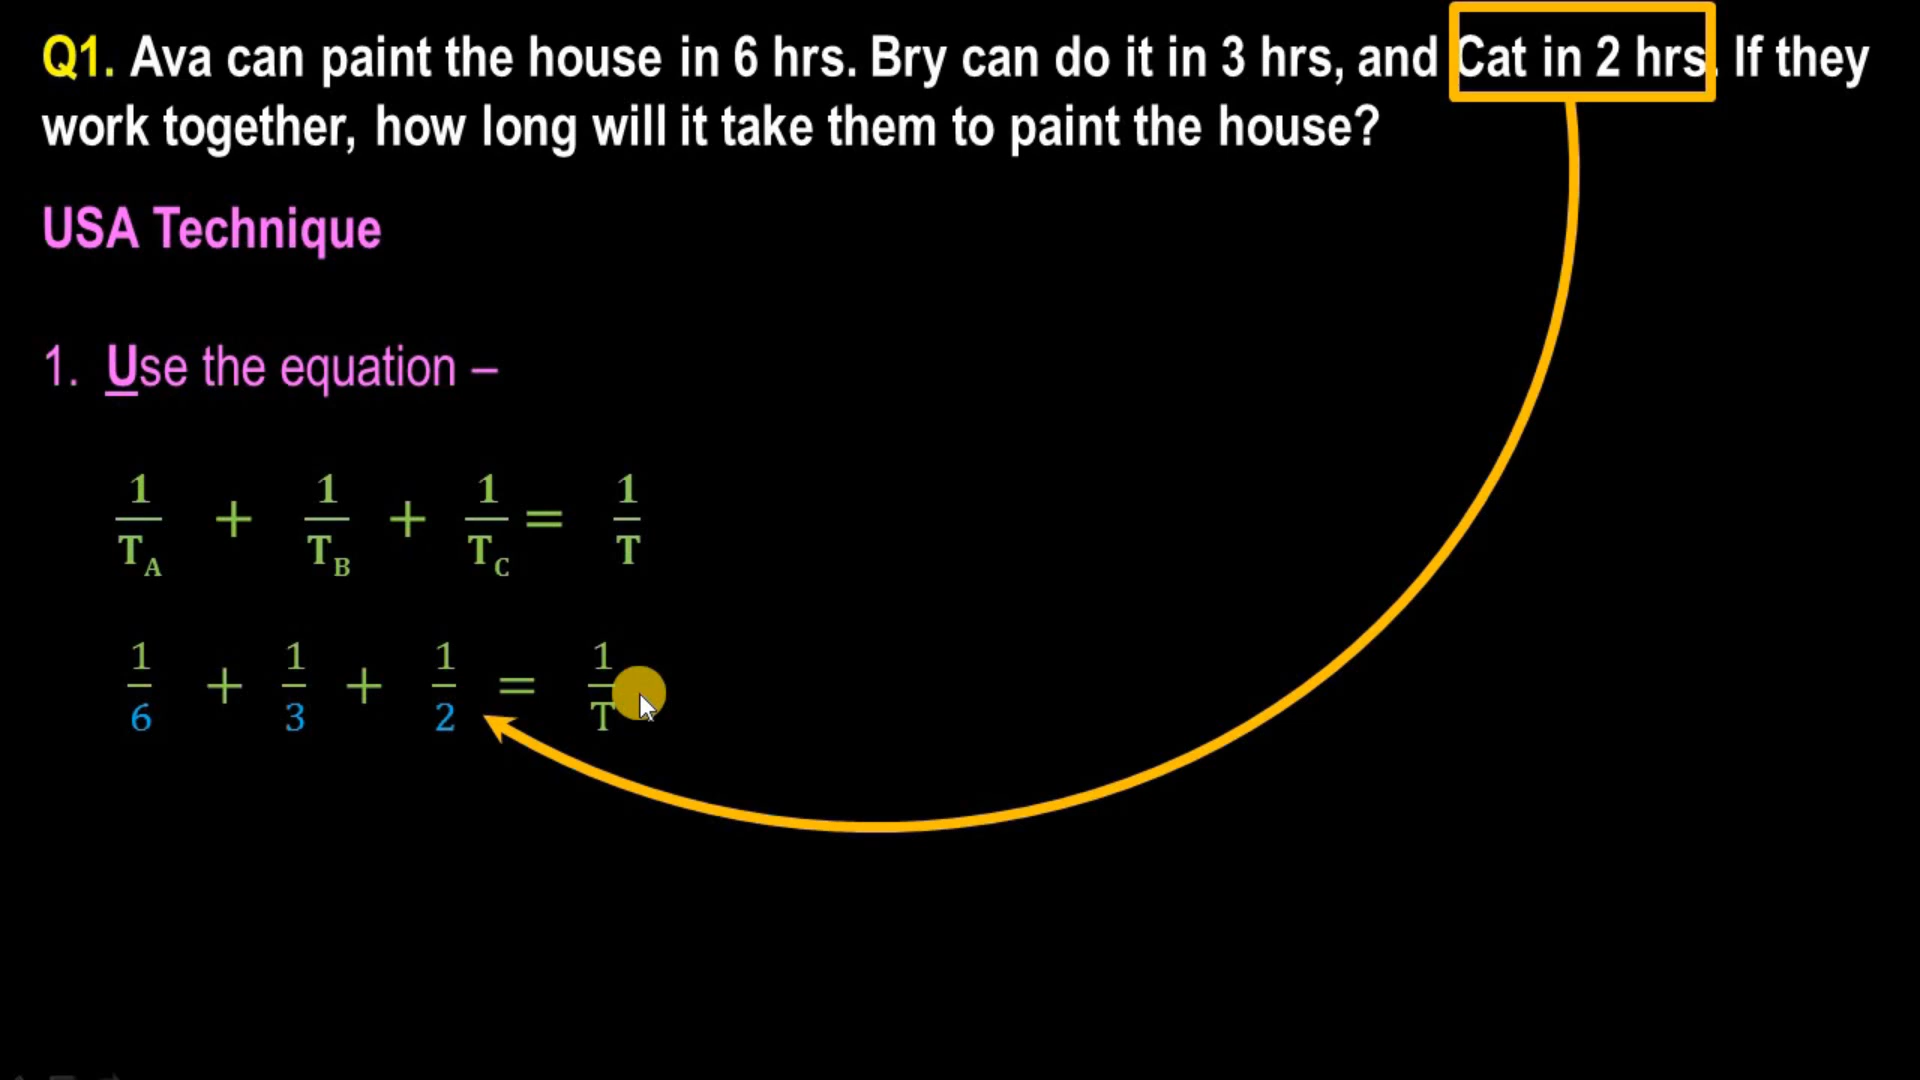 Q1. Ava can paint the house in 6 hrs. Bry can do it in 3 hrs, and Cat in 2 hrs. If they
work together, how long will it take them to paint the house?
USA Technique
1. Use the equation –
1/T_A + 1/T_B + 1/T_C = 1/T
1/6 + 1/3 + 1/2 = 1/T